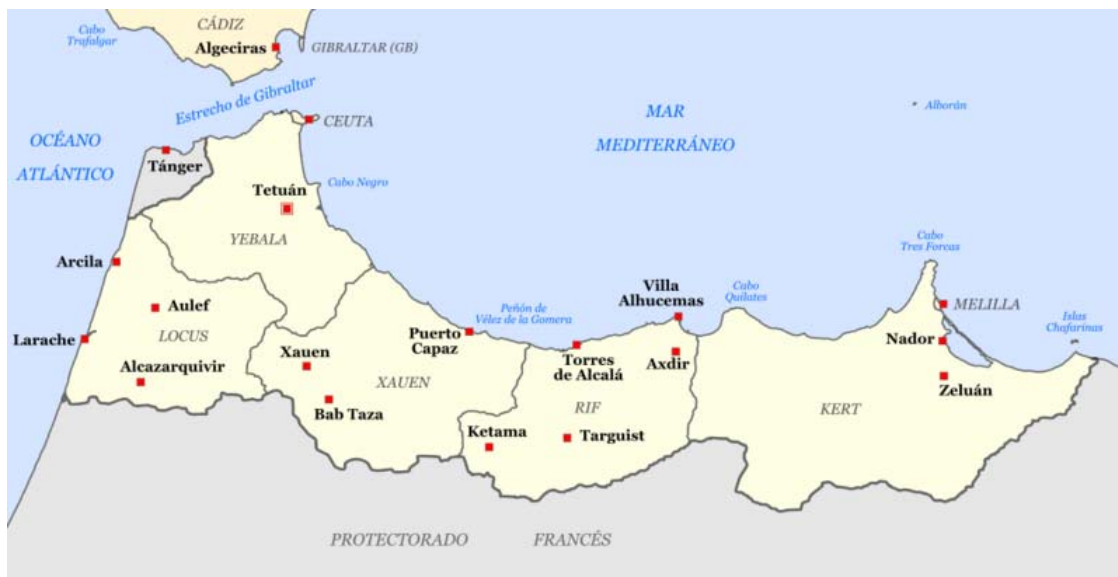 CÁDIZ
Cabo
Trafalgar
Algeciras
GIBRALTAR (GB)
Estrecho de Gibraltar
CEUTA
MAR
MEDITERRÁNEO
Alborán
OCÉANO
ATLÁNTICO
Tánger
Tetuán
Cabo Negro
YEBALA
Arcila
Aulef
LOCUS
Larache
Alcazarquivir
Xauen
Bab Taza
XAUEN
Puerto
Capaz
Peñón de
Vélez de la Gomera
Villa
Alhucemas
Cabo
Quilates
Torres
de Alcalá
Axdir
RIF
Ketama
Targuist
Cabo
Tres Forcas
MELILLA
Islas
Chafarinas
Nador
Zeluán
KERT
PROTECTORADO FRANCÉS